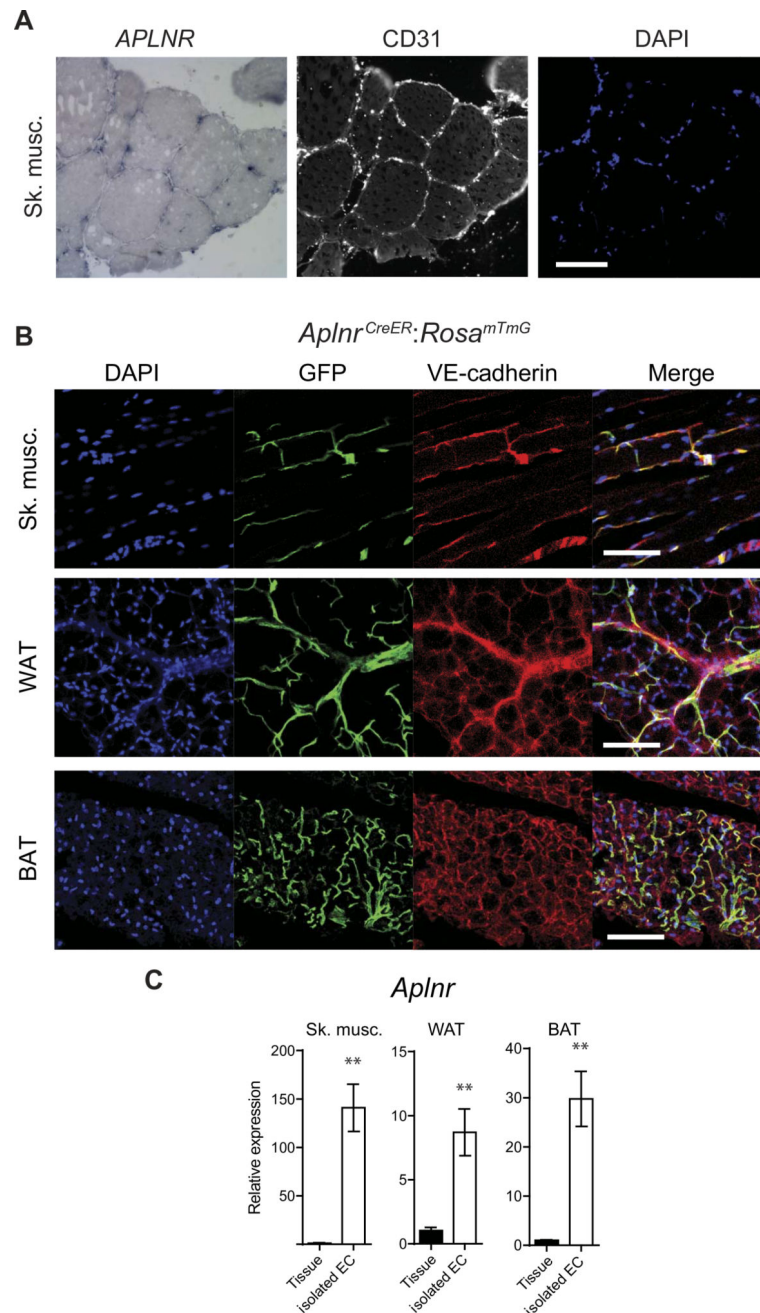 A
APLNR CD31 DAPI
Sk. musc.
B
Aplnr^CreER:Rosa^mTmG
DAPI GFP VE-cadherin Merge
Sk. musc.
WAT
BAT
C
Aplnr
Sk. musc. WAT BAT
Relative expression
200
150
100
50
**
Tissue
isolated EC
15
10
5
0
**
Tissue
isolated EC
40
30
20
10
0
**
Tissue
isolated EC